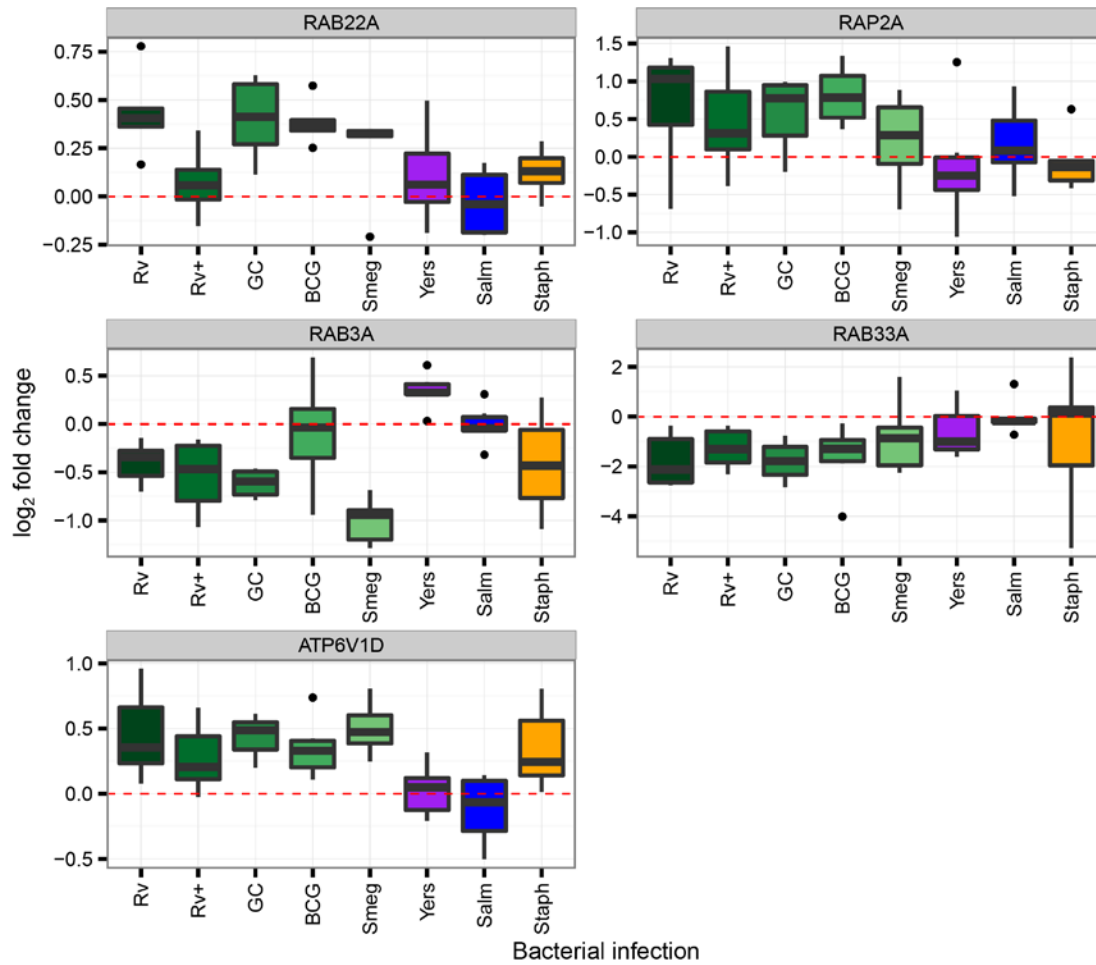 RAB22A
RAP2A
0.75
0.50
0.25
0.00
−0.25
1.5
1.0
0.5
0.0
−0.5
−1.0
Rv
Rv+
GC
BCG
Smeg
Yers
Salm
Staph
Rv
Rv+
GC
BCG
Smeg
Yers
Salm
Staph
RAB3A
RAB33A
log₂ fold change
0.5
0.0
−0.5
−1.0
2
0
−2
−4
Rv
Rv+
GC
BCG
Smeg
Yers
Salm
Staph
Rv
Rv+
GC
BCG
Smeg
Yers
Salm
Staph
ATP6V1D
1.0
0.5
0.0
−0.5
Rv
Rv+
GC
BCG
Smeg
Yers
Salm
Staph
Bacterial infection